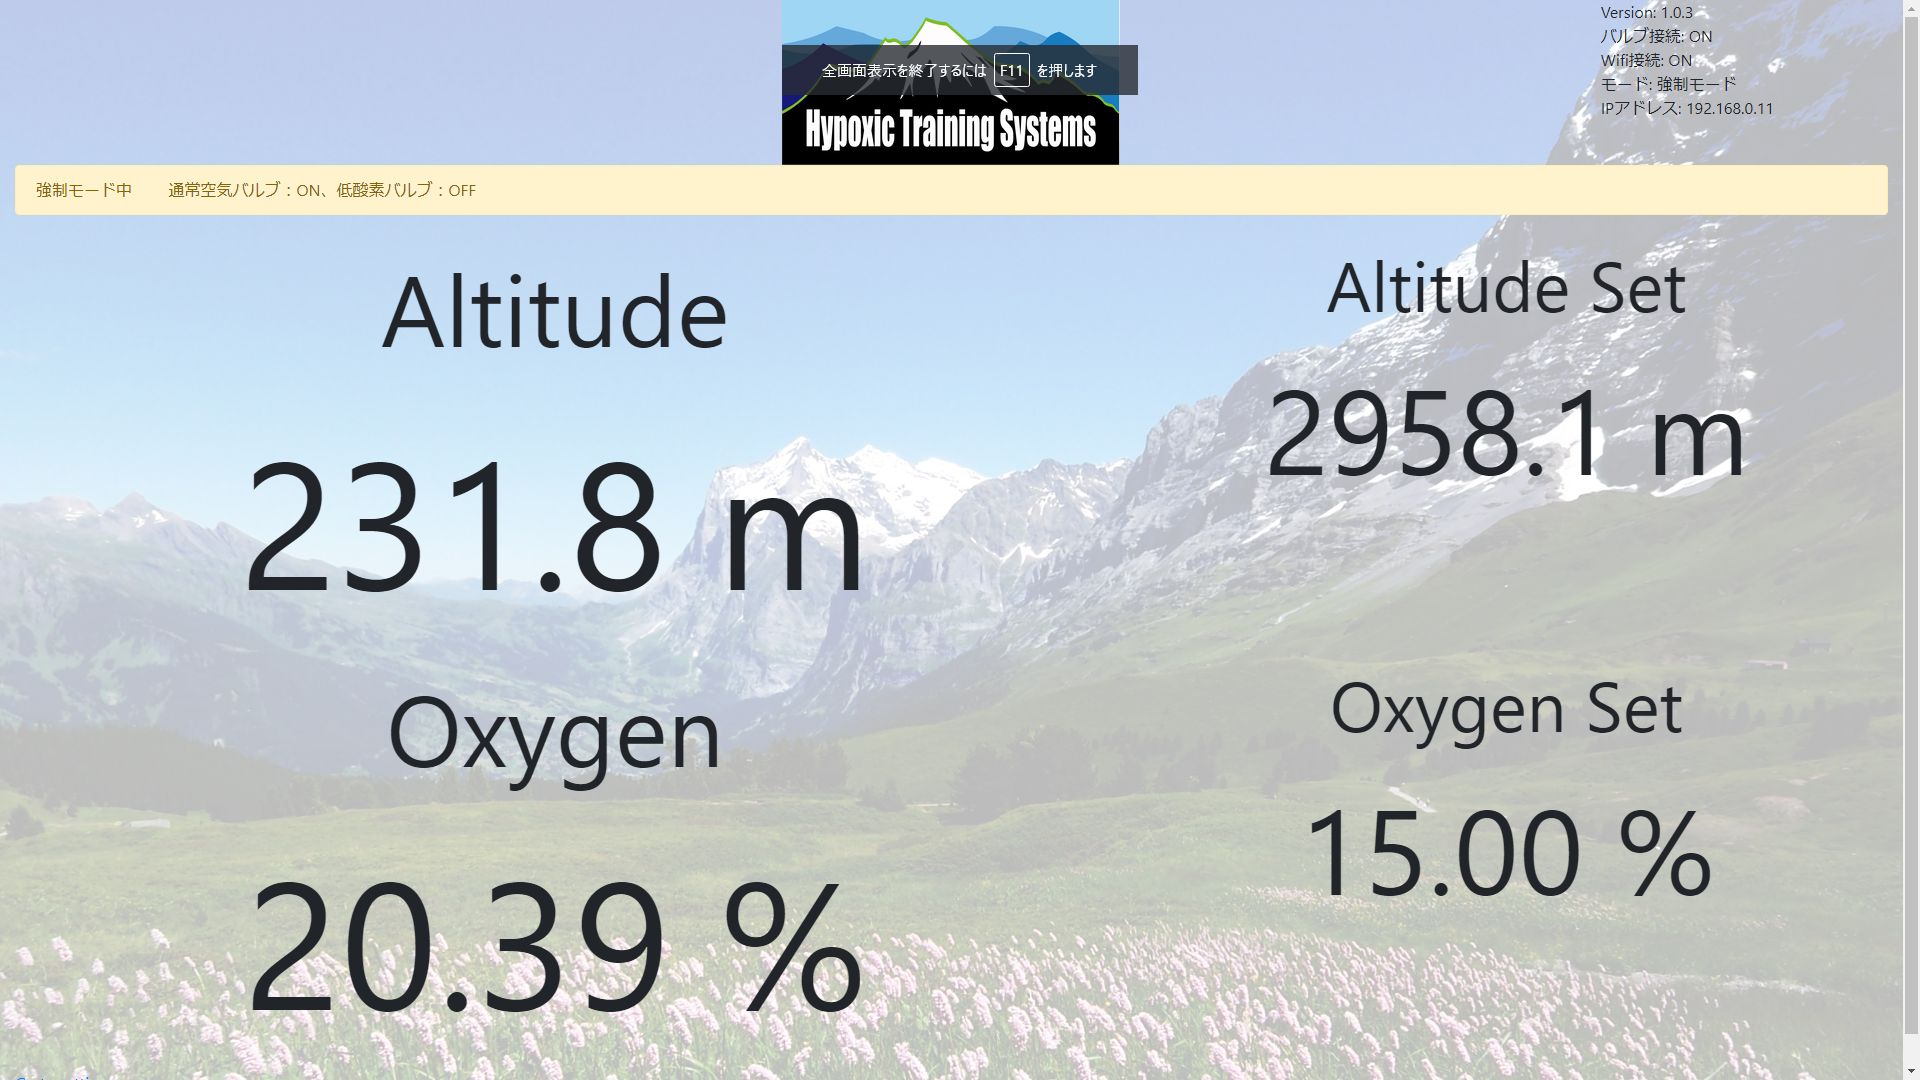 Version: 1.0.3
バルブ接続: ON
Wifi接続: ON
モード: 強制モード
IPアドレス: 192.168.0.11
全画面表示を終了するには F11 を押します
Hypoxic Training Systems
強制モード中 通常空気バルブ：ON、低酸素バルブ：OFF
Altitude
231.8 m
Altitude Set
2958.1 m
Oxygen
20.39 %
Oxygen Set
15.00 %